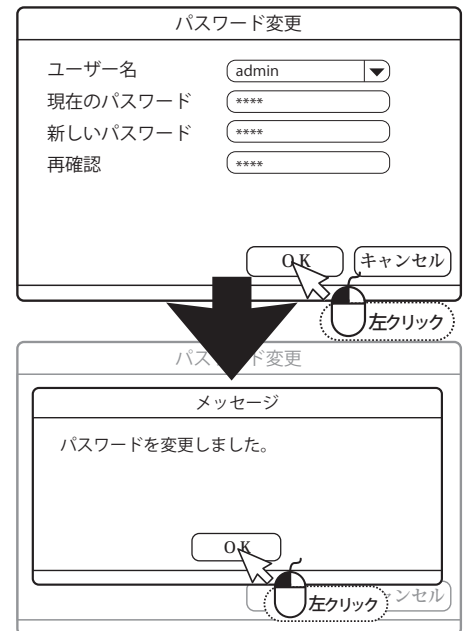 パスワード変更
ユーザー名 admin
現在のパスワード ****
新しいパスワード ****
再確認 ****
OK キャンセル
左クリック
パス ド変更
メッセージ
パスワードを変更しました。
OK
左クリック
ンセル